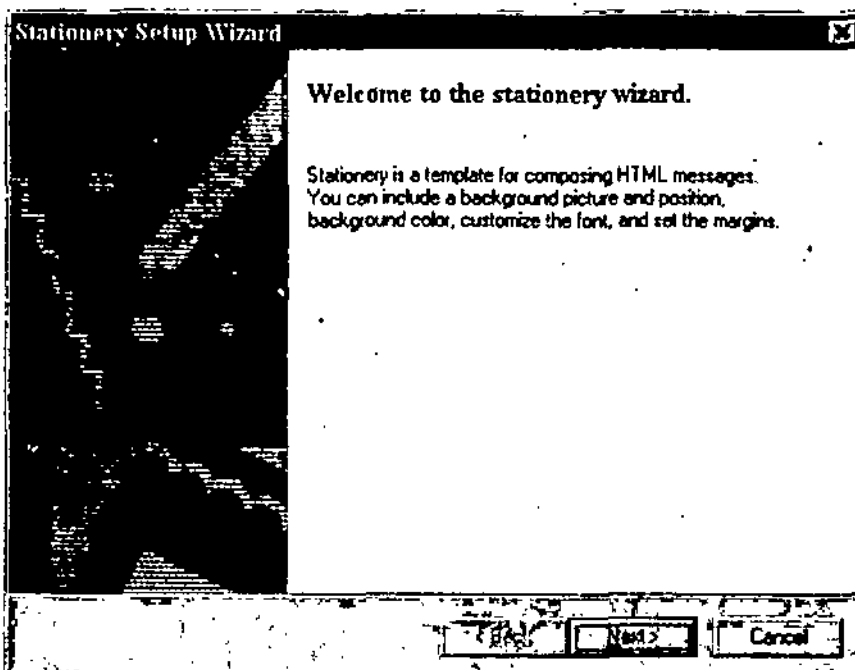 Stationery Setup Wizard
Welcome to the stationery wizard.
Stationery is a template for composing HTML messages.
You can include a background picture and position,
background color, customize the font, and set the margins.
< Back
Next >
Cancel